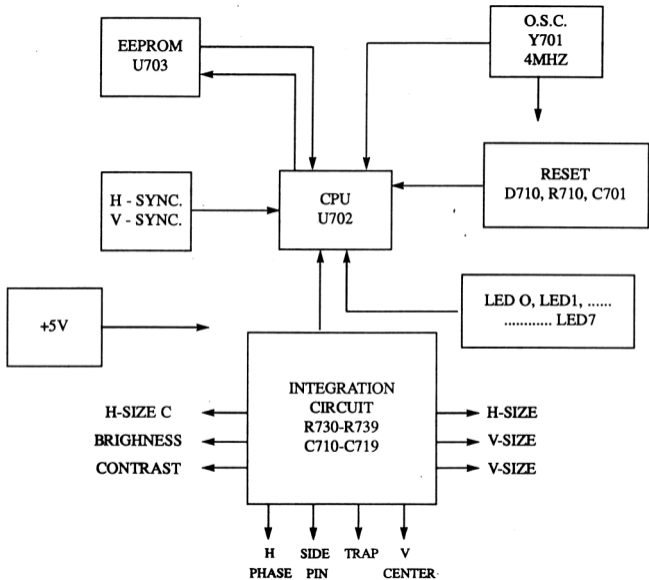 EEPROM
U703
O.S.C.
Y701
4MHZ
H - SYNC.
V - SYNC.
CPU
U702
RESET
D710, R710, C701
+5V
LED O, LED1, ......
............ LED7
INTEGRATION
CIRCUIT
R730-R739
C710-C719
H-SIZE C
BRIGHNESS
CONTRAST
H-SIZE
V-SIZE
V-SIZE
H
PHASE
SIDE
PIN
TRAP
V
CENTER